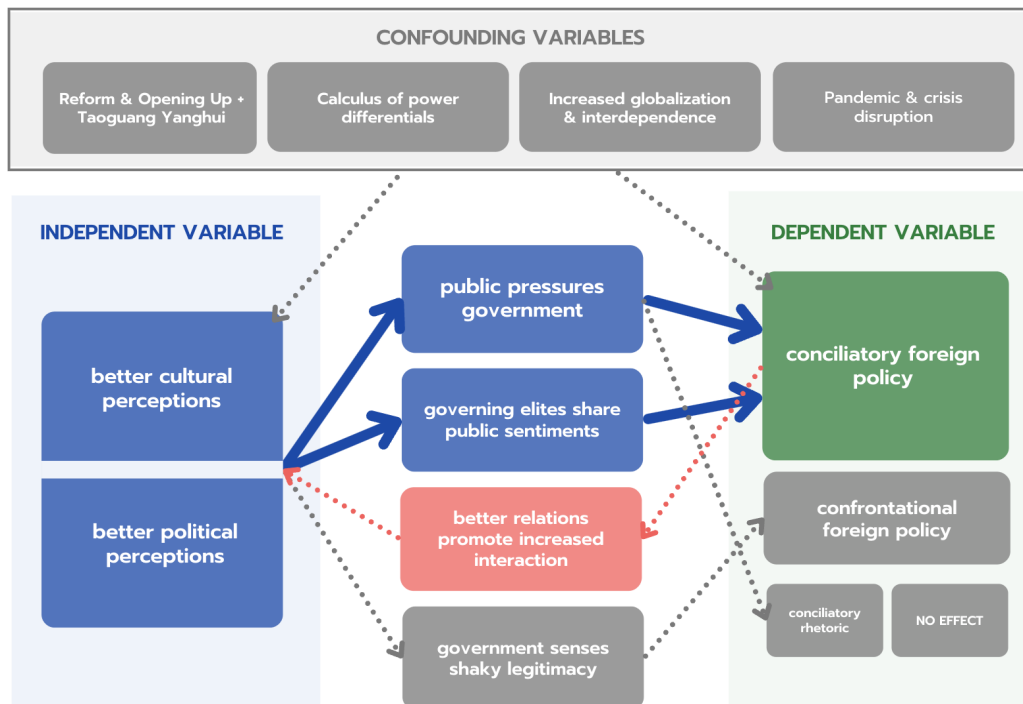 CONFOUNDING VARIABLES
Reform & Opening Up +
Taoguang Yanghui
Calculus of power
differentials
Increased globalization
& interdependence
Pandemic & crisis
disruption
INDEPENDENT VARIABLE
better cultural
perceptions
better political
perceptions
public pressures
government
governing elites share
public sentiments
better relations
promote increased
interaction
government senses
shaky legitimacy
DEPENDENT VARIABLE
conciliatory foreign
policy
confrontational
foreign policy
conciliatory
rhetoric
NO EFFECT